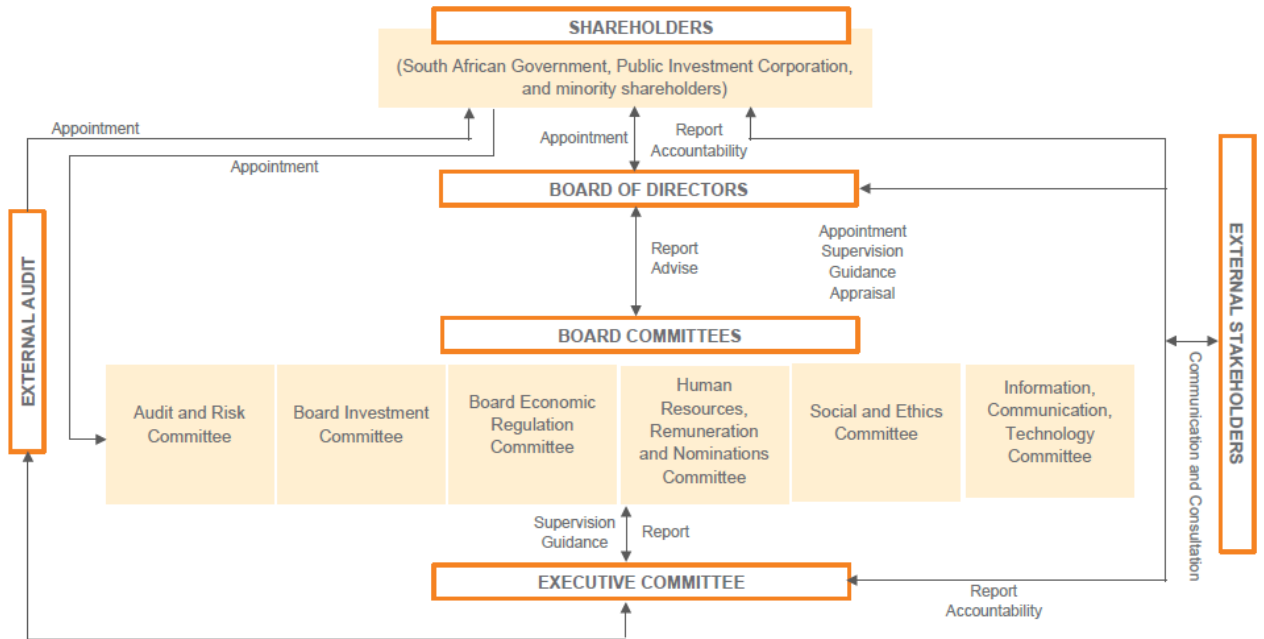 SHAREHOLDERS
(South African Government, Public Investment Corporation,
and minority shareholders)
Appointment
Appointment
Appointment
Report
Accountability
BOARD OF DIRECTORS
EXTERNAL AUDIT
Report
Advise
Appointment
Supervision
Guidance
Appraisal
EXTERNAL STAKEHOLDERS
Communication and Consultation
BOARD COMMITTEES
Audit and Risk
Committee
Board Investment
Committee
Board Economic
Regulation
Committee
Human
Resources,
Remuneration
and Nominations
Committee
Social and Ethics
Committee
Information,
Communication,
Technology
Committee
Supervision
Guidance
Report
EXECUTIVE COMMITTEE
Report
Accountability